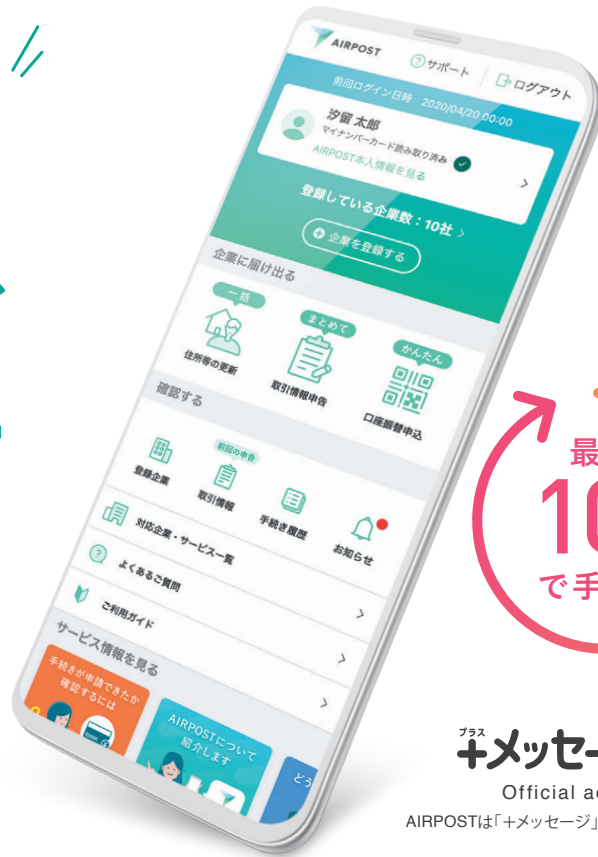 AIRPOST
サポート
ログアウト
前回ログイン日時 2020/04/20 00:00
汐留 太郎
マイナンバーカード読み取り済み
AIRPOST本人情報を見る
登録している企業数：10社
企業を登録する
企業に届け出る
一括
まとめて
かんたん
住所等の更新
取引情報申告
口座振替申込
確認する
前回の申告
登録企業
取引情報
手続き履歴
お知らせ
対応企業・サービス一覧
よくあるご質問
ご利用ガイド
サービス情報を見る
手続きが申請できたか
確認するには
BANK
AIRPOSTについて
紹介します
どう
最
10
で手
プラス
+メッセー
Official a
AIRPOSTは「+メッセージ」